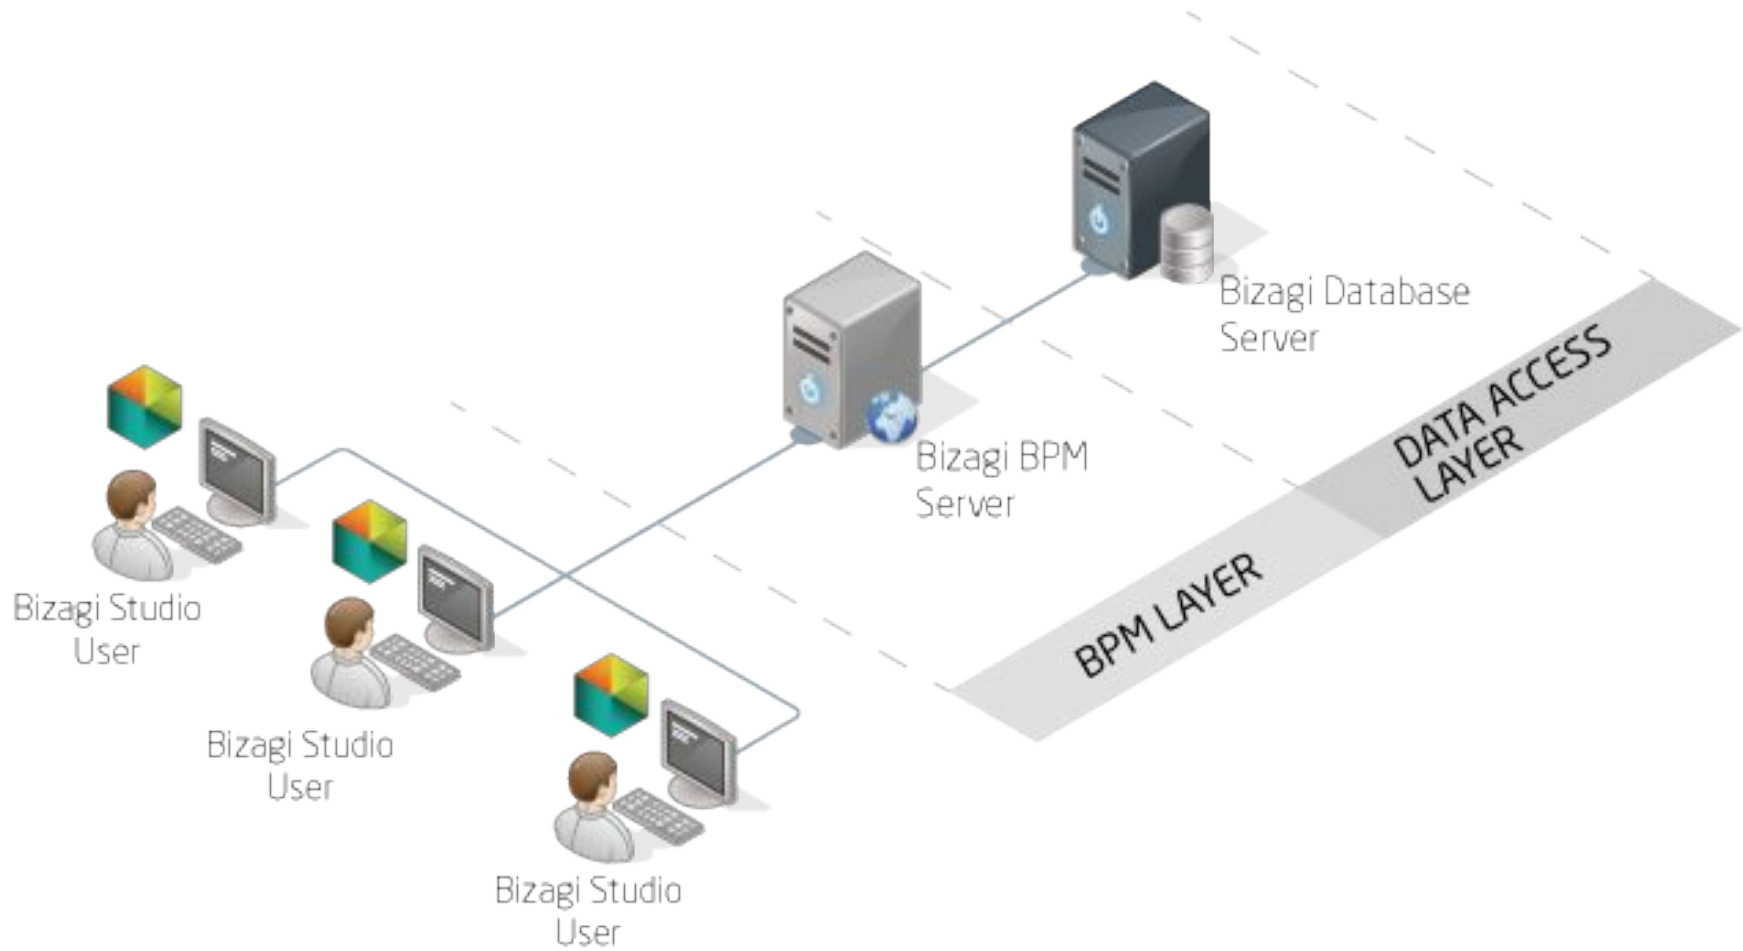 Bizagi Database
Server
DATA ACCESS
LAYER
Bizagi BPM
Server
BPM LAYER
Bizagi Studio
User
Bizagi Studio
User
Bizagi Studio
User